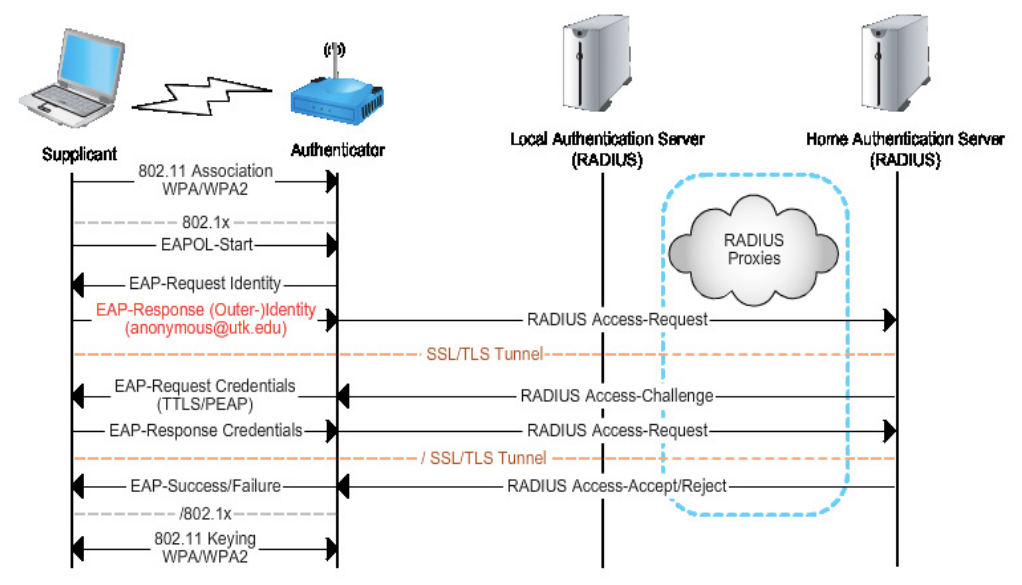 Supplicant
Authenticator
Local Authentication Server
(RADIUS)
Home Authentication Server
(RADIUS)
802.11 Association
WPA/WPA2
802.1x
EAPOL-Start
RADIUS
Proxies
EAP-Request Identity
EAP-Response (Outer-)Identity
(anonymous@utk.edu)
RADIUS Access-Request
SSL/TLS Tunnel
EAP-Request Credentials
(TTLS/PEAP)
RADIUS Access-Challenge
EAP-Response Credentials
RADIUS Access-Request
/ SSL/TLS Tunnel
EAP-Success/Failure
RADIUS Access-Accept/Reject
/802.1x
802.11 Keying
WPA/WPA2